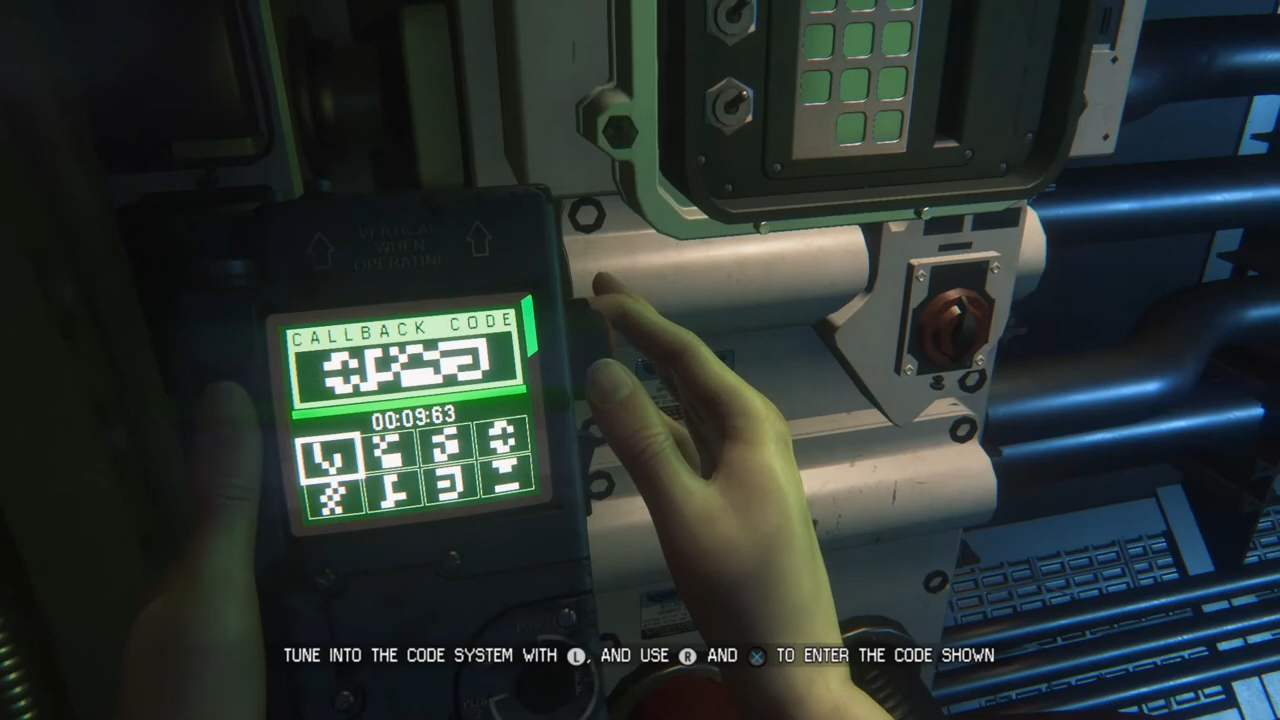 VERTICAL
WHEN
OPERATING
CALLBACK CODE
00:09:63
TUNE INTO THE CODE SYSTEM WITH L, AND USE R AND X TO ENTER THE CODE SHOWN